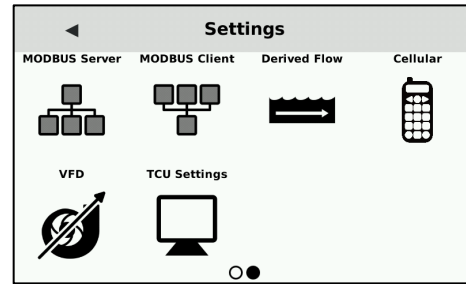 Settings
MODBUS Server MODBUS Client Derived Flow Cellular
VFD TCU Settings